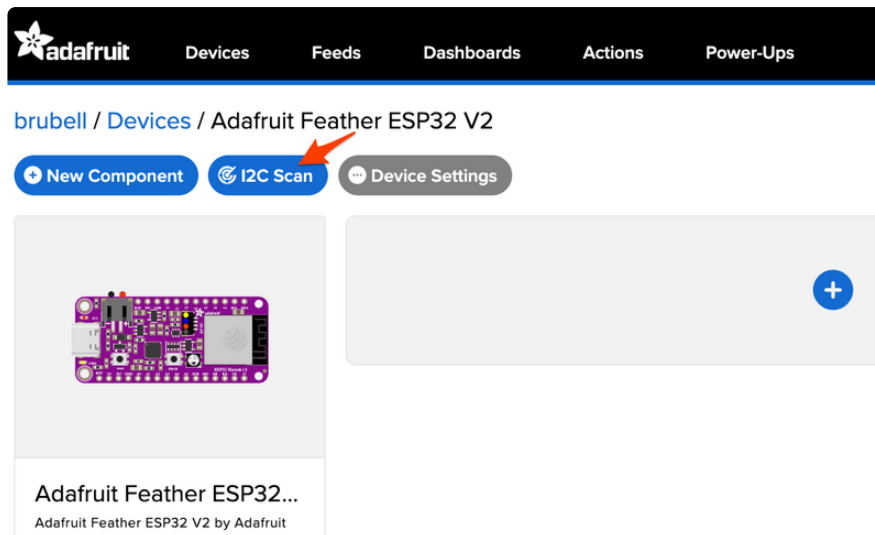 adafruit Devices Feeds Dashboards Actions Power-Ups
brubell / Devices / Adafruit Feather ESP32 V2
New Component I2C Scan Device Settings
Adafruit Feather ESP32...
Adafruit Feather ESP32 V2 by Adafruit